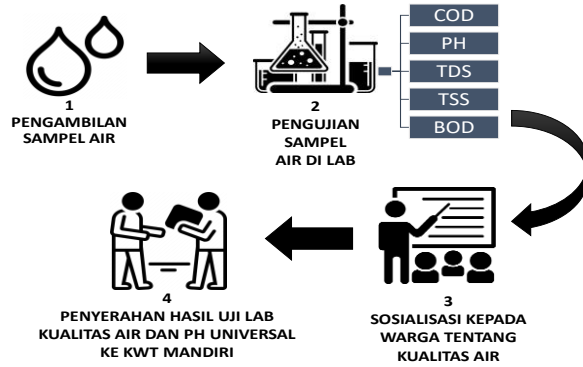 1
PENGAMBILAN
SAMPEL AIR
2
PENGUJIAN
SAMPEL
AIR DI LAB
COD
PH
TDS
TSS
BOD
3
SOSIALISASI KEPADA
WARGA TENTANG
KUALITAS AIR
4
PENYERAHAN HASIL UJI LAB
KUALITAS AIR DAN PH UNIVERSAL
KE KWT MANDIRI